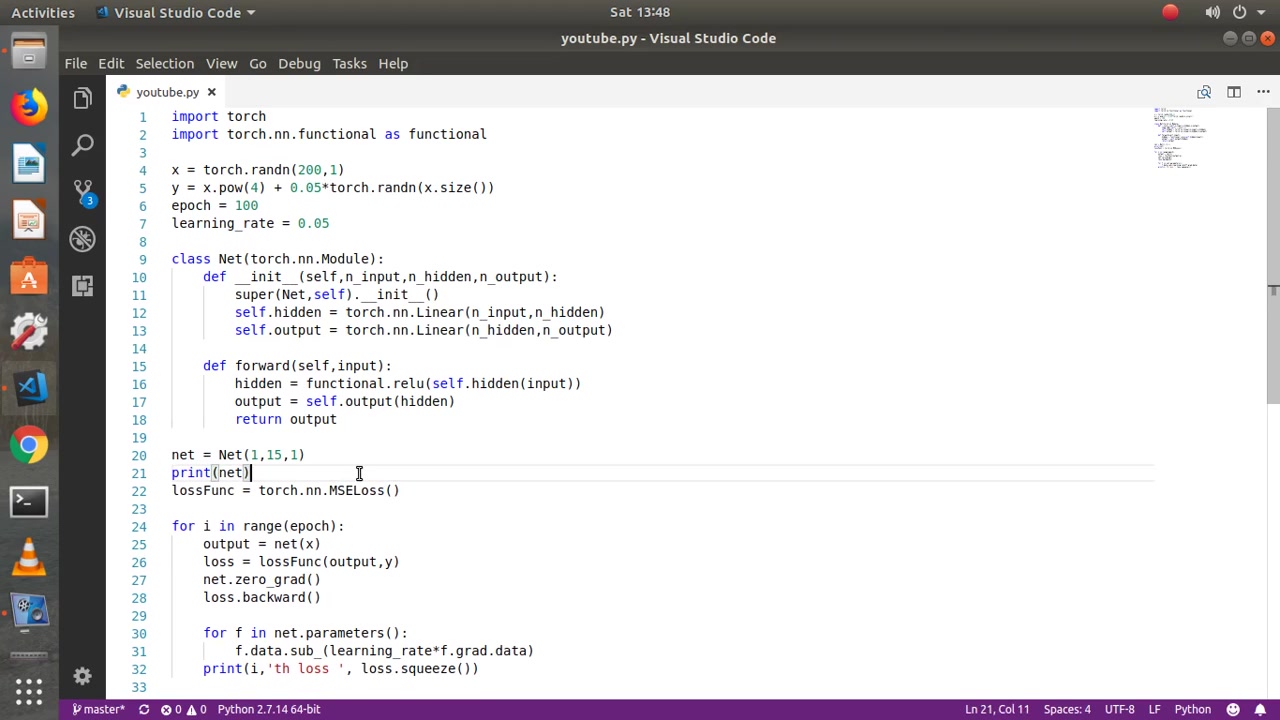 Activities Visual Studio Code Sat 13:48
youtube.py - Visual Studio Code
File Edit Selection View Go Debug Tasks Help
youtube.py
1 import torch
2 import torch.nn.functional as functional
3
4 x = torch.randn(200,1)
5 y = x.pow(4) + 0.05*torch.randn(x.size())
6 epoch = 100
7 learning_rate = 0.05
8
9 class Net(torch.nn.Module):
10 def __init__(self,n_input,n_hidden,n_output):
11 super(Net,self).__init__()
12 self.hidden = torch.nn.Linear(n_input,n_hidden)
13 self.output = torch.nn.Linear(n_hidden,n_output)
14
15 def forward(self,input):
16 hidden = functional.relu(self.hidden(input))
17 output = self.output(hidden)
18 return output
19
20 net = Net(1,15,1)
21 print(net)
22 lossFunc = torch.nn.MSELoss()
23
24 for i in range(epoch):
25 output = net(x)
26 loss = lossFunc(output,y)
27 net.zero_grad()
28 loss.backward()
29
30 for f in net.parameters():
31 f.data.sub_(learning_rate*f.grad.data)
32 print(i,'th loss ', loss.squeeze())
33
3
master* 0 0 Python 2.7.14 64-bit Ln 21, Col 11 Spaces: 4 UTF-8 LF Python